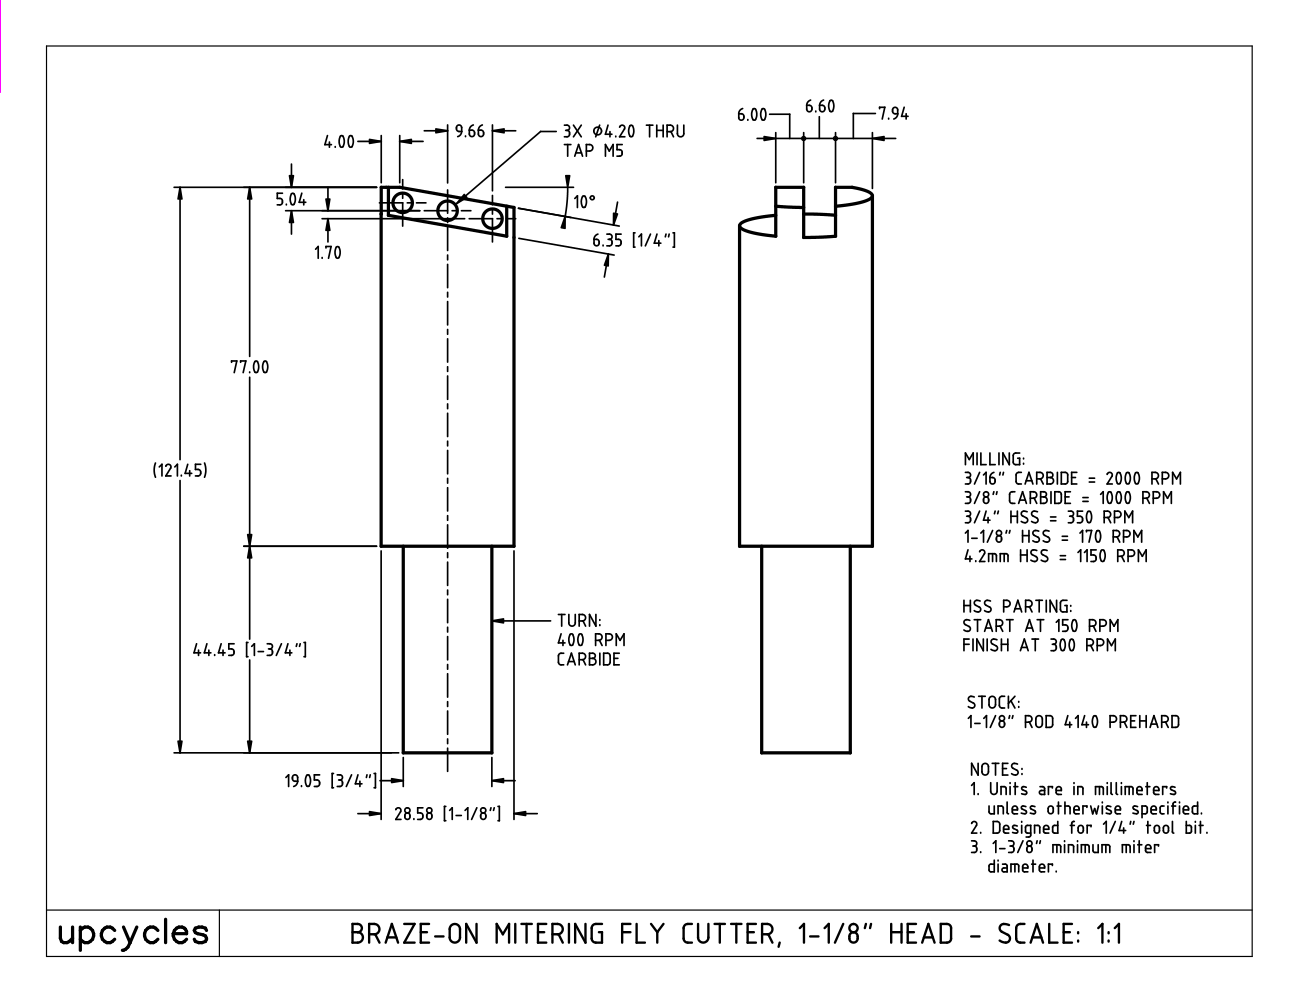 6.00
6.60
7.94
4.00
9.66
3X Ø4.20 THRU
TAP M5
5.04
10°
1.70
6.35 [1/4"]
77.00
(121.45)
MILLING:
3/16" CARBIDE = 2000 RPM
3/8" CARBIDE = 1000 RPM
3/4" HSS = 350 RPM
1-1/8" HSS = 170 RPM
4.2mm HSS = 1150 RPM
HSS PARTING:
START AT 150 RPM
FINISH AT 300 RPM
TURN:
400 RPM
CARBIDE
44.45 [1-3/4"]
STOCK:
1-1/8" ROD 4140 PREHARD
19.05 [3/4"]
28.58 [1-1/8"]
NOTES:
1. Units are in millimeters
unless otherwise specified.
2. Designed for 1/4" tool bit.
3. 1-3/8" minimum miter
diameter.
upcycles
BRAZE-ON MITERING FLY CUTTER, 1-1/8" HEAD - SCALE: 1:1